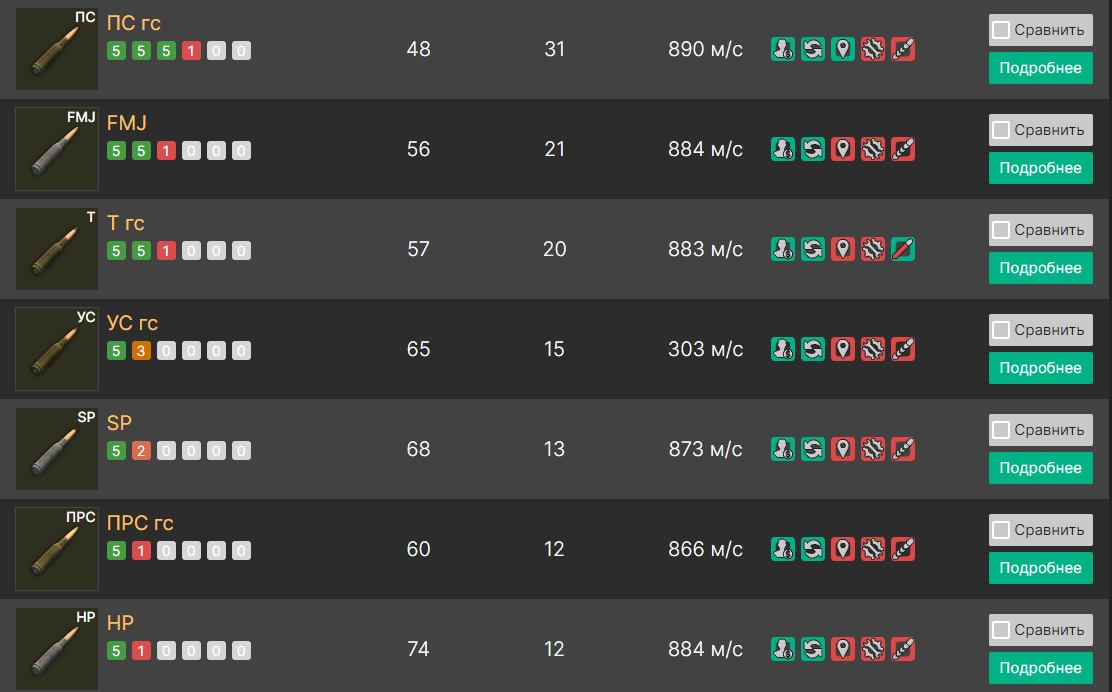 ПС
ПС гс
5 5 5 1 0 0
48 31 890 м/с
Сравнить
Подробнее
FMJ
FMJ
5 5 1 0 0 0
56 21 884 м/с
Сравнить
Подробнее
Т
Т гс
5 5 1 0 0 0
57 20 883 м/с
Сравнить
Подробнее
УС
УС гс
5 3 0 0 0 0
65 15 303 м/с
Сравнить
Подробнее
SP
SP
5 2 0 0 0 0
68 13 873 м/с
Сравнить
Подробнее
ПРС
ПРС гс
5 1 0 0 0 0
60 12 866 м/с
Сравнить
Подробнее
HP
HP
5 1 0 0 0 0
74 12 884 м/с
Сравнить
Подробнее